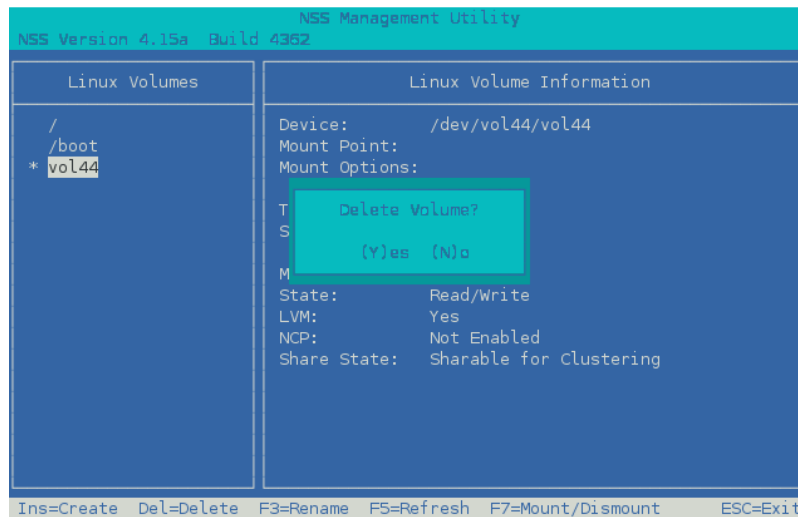 NSS Management Utility
NSS Version 4.15a Build 4362
Linux Volumes
/
/boot
* vol44
Linux Volume Information
Device: /dev/vol44/vol44
Mount Point:
Mount Options:
T
S
M
State: Read/Write
LVM: Yes
NCP: Not Enabled
Share State: Sharable for Clustering
Delete Volume?
(Y)es (N)o
Ins=Create Del=Delete F3=Rename F5=Refresh F7=Mount/Dismount ESC=Exit